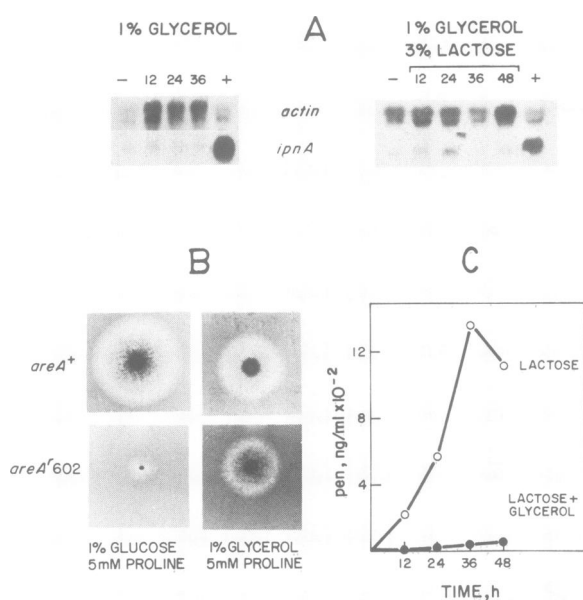 A
1% GLYCEROL
1% GLYCEROL
3% LACTOSE
– 12 24 36 +
– 12 24 36 48 +
actin
ipnA
B
areA+
areAr602
1% GLUCOSE
5mM PROLINE
1% GLYCEROL
5mM PROLINE
C
pen, ng/ml x 10-2
12
8
4
LACTOSE
LACTOSE +
GLYCEROL
12 24 36 48
TIME, h